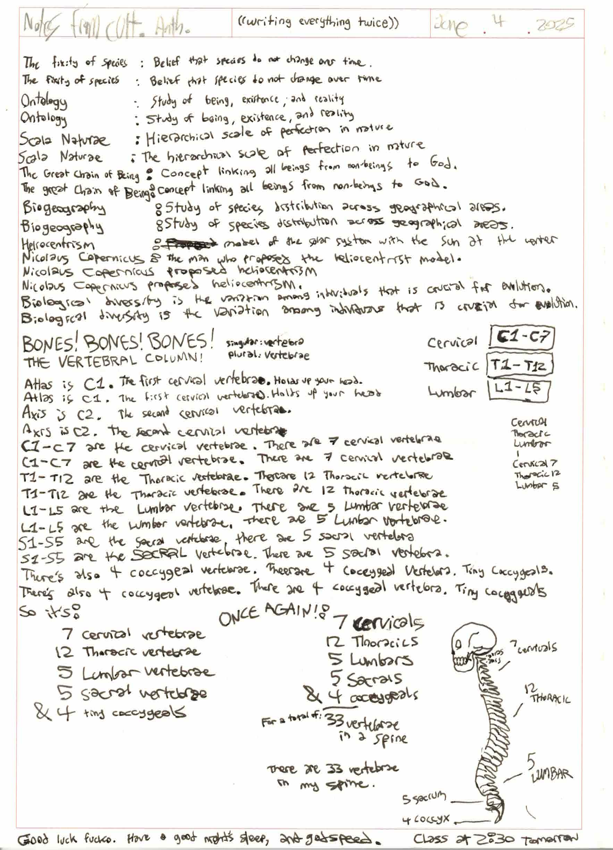 Notes from Cult. Anth.
((writing everything twice))
June . 4 . 2025
The fixity of species : Belief that species do not change over time.
The fixity of species : Belief that species do not change over time
Ontology : Study of being, existence, and reality
Ontology : Study of being, existence, and reality
Scala Naturae : Hierarchical scale of perfection in nature
Scala Naturae : The hierarchical scale of perfection in nature
The Great Chain of Being : Concept linking all beings from non-beings to God.
The great Chain of Being : concept linking all beings from non-beings to God.
Biogeography : Study of species distribution across geographical areas.
Biogeography : Study of species distribution across geographical areas.
Heliocentrism : model of the solar system with the Sun at the center
Nicolaus Copernicus : The man who proposed the heliocentrist model.
Nicolaus Copernicus proposed heliocentrism
Nicolaus Copernicus proposed heliocentrism.
Biological diversity is the variation among individuals that is crucial for evolution.
Biological diversity is the variation among individuals that is crucial for evolution.
BONES! BONES! BONES!
THE VERTEBRAL COLUMN!
singular: vertebra
plural: vertebrae
Cervical C1-C7
Thoracic T1-T12
Lumbar L1-L5
Atlas is C1. The first cervical vertebrae. Holds up your head.
Atlas is C1. The first cervical vertebrae. Holds up your head
Axis is C2. The second cervical vertebrae.
Axis is C2. The second cervical vertebrae
C1-C7 are the cervical vertebrae. There are 7 cervical vertebrae
C1-C7 are the cervical vertebrae. There are 7 cervical vertebrae
T1-T12 are the Thoracic vertebrae. There are 12 Thoracic vertebrae
T1-T12 are the Thoracic vertebrae. There are 12 Thoracic vertebrae
L1-L5 are the Lumbar vertebrae. There are 5 Lumbar vertebrae
L1-L5 are the Lumbar vertebrae. There are 5 Lumbar vertebrae.
S1-S5 are the sacral vertebrae, there are 5 sacral vertebra
S1-S5 are the SACRAL vertebrae. There are 5 Sacral vertebra.
There's also 4 coccygeal vertebrae. There are 4 Coccygeal Vertebra. Tiny Coccygeals.
There's also 4 coccygeal vertebrae. There are 4 coccygeal vertebra. Tiny coccygeals
Cervical
Thoracic
Lumbar
Cervical 7
Thoracic 12
Lumbar 5
So it's:
7 cervical vertebrae
12 Thoracic vertebrae
5 Lumbar vertebrae
5 sacral vertebrae
& 4 tiny coccygeals
ONCE AGAIN!:
7 cervicals
12 Thoracics
5 Lumbars
5 Sacrals
& 4 coccygeals
For a total of: 33 vertebrae
in a spine
There are 33 vertebrae
in my spine.
7 cervicals
12
THORACIC
5
LUMBAR
5 sacrum
4 coccyx
Good luck fucko. Have a good night's sleep, and godspeed.
Class at 2:30 Tomorrow